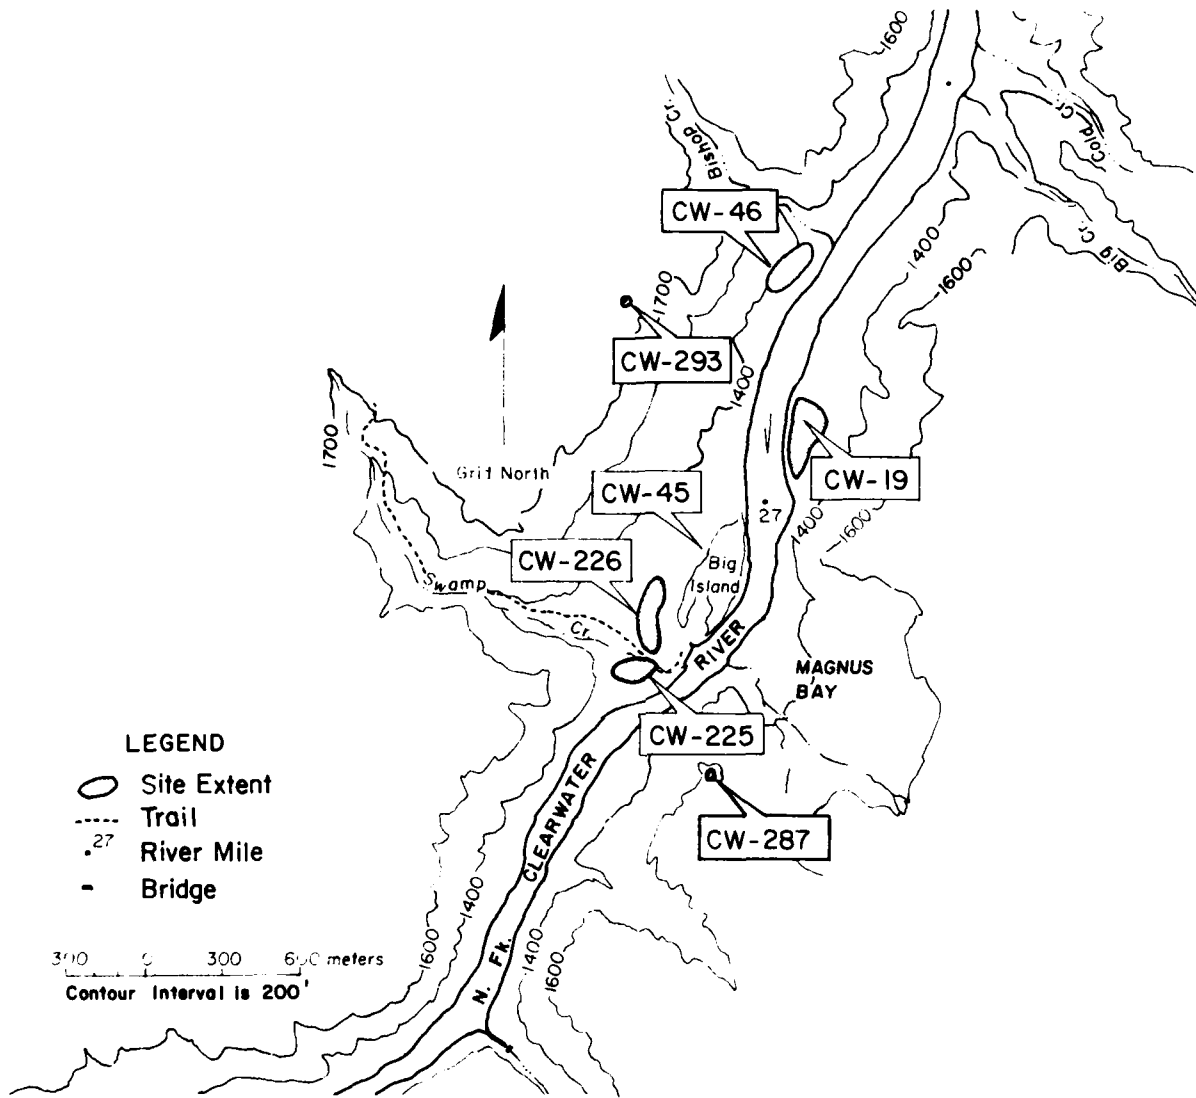 1600
Bishop Cr.
Cold Cr.
CW-46
Big Cr.
1400
1600
1700
CW-293
1400
1700
Grid North
CW-19
CW-45
27
1400
1600
CW-226
Big
Island
Swamp
Cr.
RIVER
MAGNUS
BAY
CW-225
CLEARWATER
CW-287
N. Fk.
1400
1600
1400
1600
LEGEND
Site Extent
Trail
27
River Mile
Bridge
300 0 300 600 meters
Contour Interval is 200'